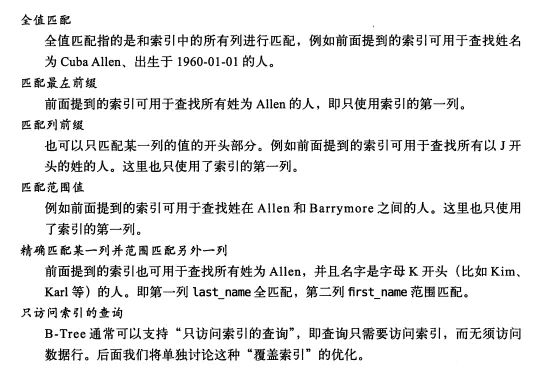 全值匹配
全值匹配指的是和索引中的所有列进行匹配，例如前面提到的索引可用于查找姓名
为 Cuba Allen、出生于 1960-01-01 的人。
匹配最左前缀
前面提到的索引可用于查找所有姓为 Allen 的人，即只使用索引的第一列。
匹配列前缀
也可以只匹配某一列的值的开头部分。例如前面提到的索引可用于查找所有以 J 开
头的姓的人。这里也只使用了索引的第一列。
匹配范围值
例如前面提到的索引可用于查找姓在 Allen 和 Barrymore 之间的人。这里也只使用
了索引的第一列。
精确匹配某一列并范围匹配另外一列
前面提到的索引也可用于查找所有姓为 Allen，并且名字是字母 K 开头（比如 Kim、
Karl 等）的人。即第一列 last_name 全匹配，第二列 first_name 范围匹配。
只访问索引的查询
B-Tree 通常可以支持“只访问索引的查询”，即查询只需要访问索引，而无须访问
数据行。后面我们将单独讨论这种“覆盖索引”的优化。